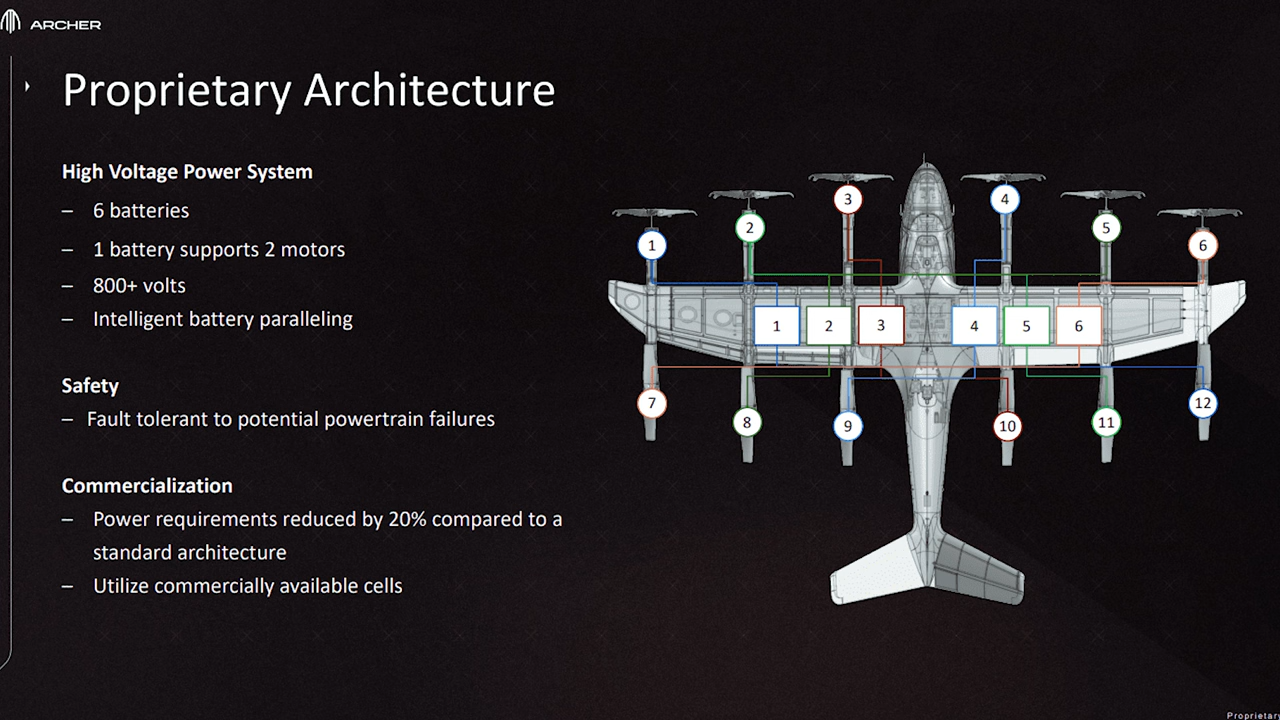 ARCHER
Proprietary Architecture
High Voltage Power System
– 6 batteries
– 1 battery supports 2 motors
– 800+ volts
– Intelligent battery paralleling
Safety
– Fault tolerant to potential powertrain failures
Commercialization
– Power requirements reduced by 20% compared to a
standard architecture
– Utilize commercially available cells
3 4
2 5
1 6
1 2 3 4 5 6
7 12
8 11
9 10
Proprietar